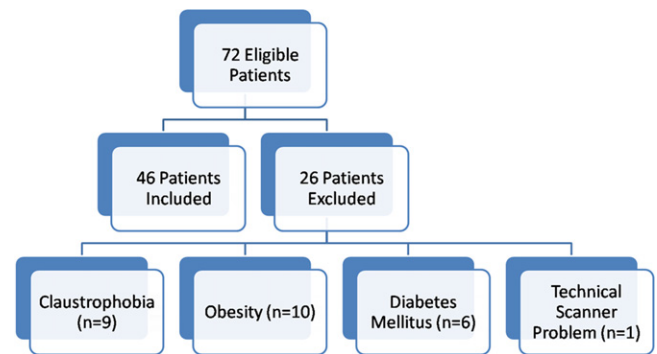 72 Eligible
Patients
46 Patients
Included
26 Patients
Excluded
Claustrophobia
(n=9)
Obesity (n=10)
Diabetes
Mellitus (n=6)
Technical
Scanner
Problem (n=1)